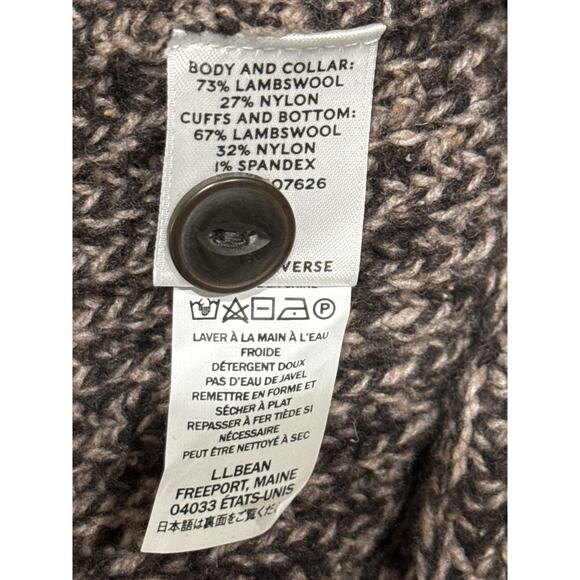 BODY AND COLLAR:
73% LAMBSWOOL
27% NYLON
CUFFS AND BOTTOM:
67% LAMBSWOOL
32% NYLON
1% SPANDEX
07626
VERSE
P
LAVER À LA MAIN À L'EAU
FROIDE
DÉTERGENT DOUX
PAS D'EAU DE JAVEL
REMETTRE EN FORME ET
SÉCHER À PLAT
REPASSER À FER TIÈDE SI
NÉCESSAIRE
PEUT ÊTRE NETTOYÉ À SEC
L.L.BEAN
FREEPORT, MAINE
04033 ÉTATS-UNIS
日本語は裏面をご覧くだ